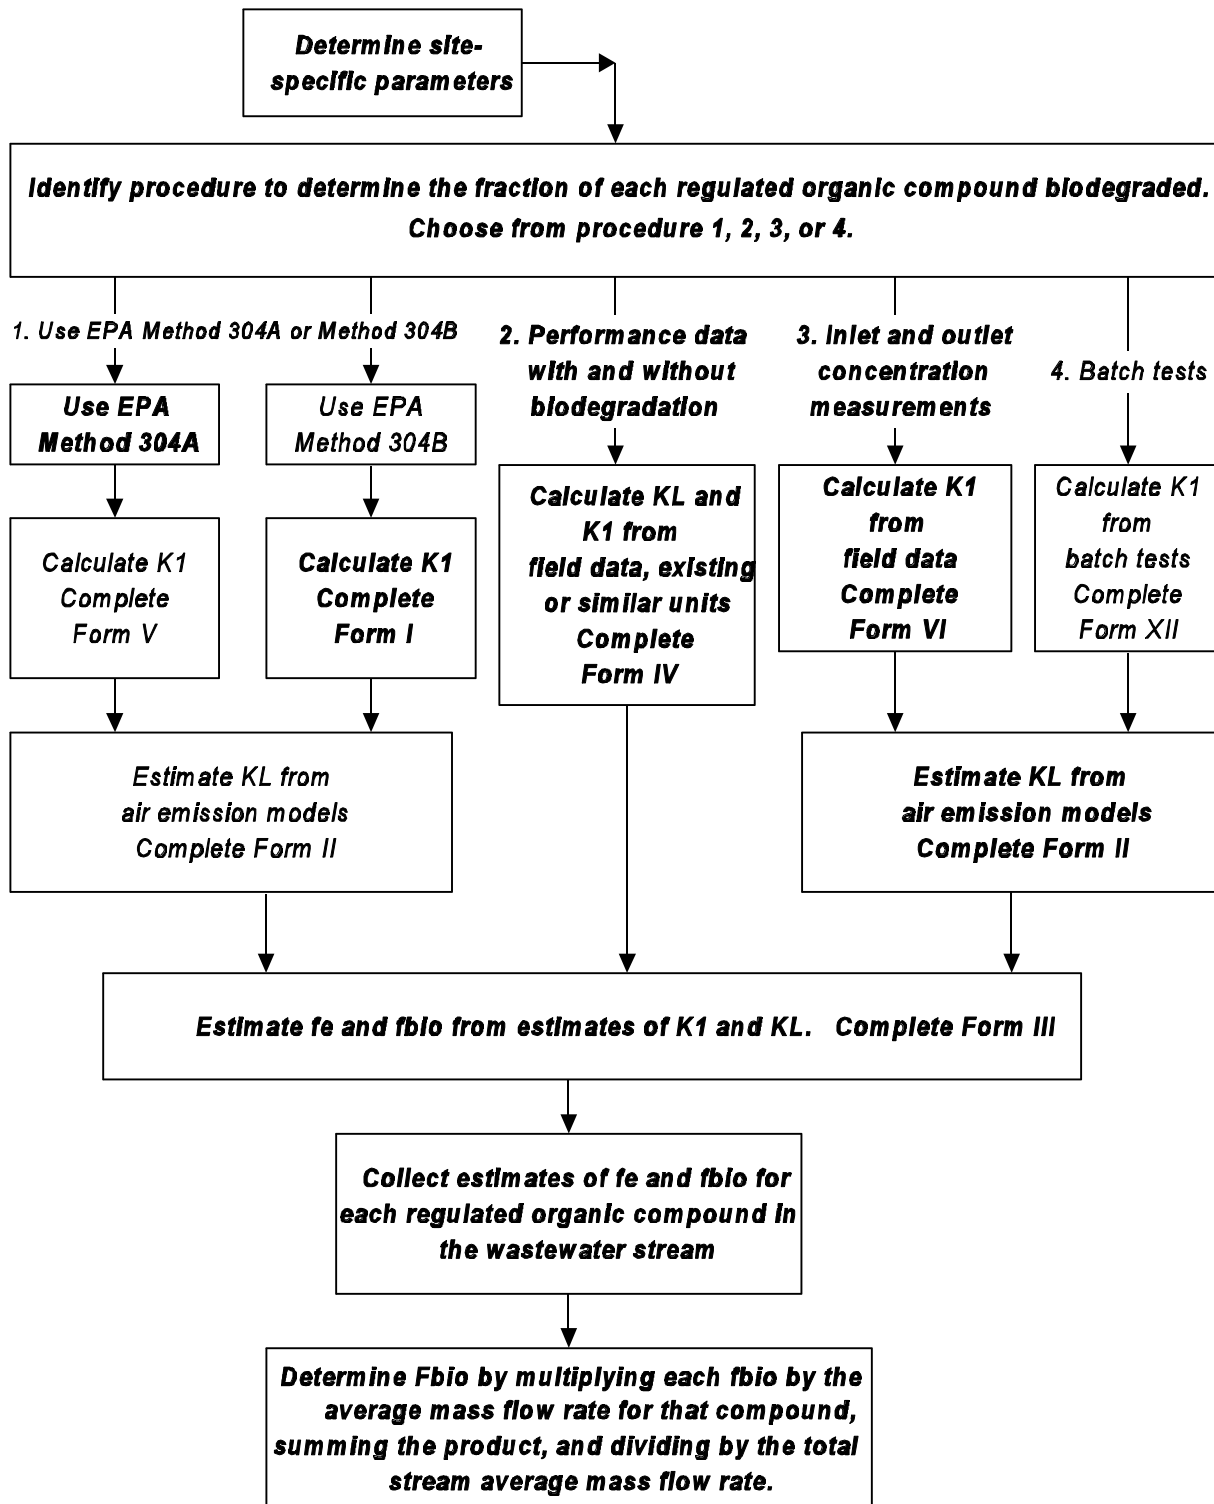 Determine site-
specific parameters
Identify procedure to determine the fraction of each regulated organic compound biodegraded.
Choose from procedure 1, 2, 3, or 4.
1. Use EPA Method 304A or Method 304B
2. Performance data
with and without
biodegradation
3. Inlet and outlet
concentration
measurements
4. Batch tests
Use EPA
Method 304A
Use EPA
Method 304B
Calculate K1
Complete
Form V
Calculate K1
Complete
Form I
Calculate KL and
K1 from
field data, existing
or similar units
Complete
Form IV
Calculate K1
from
field data
Complete
Form VI
Calculate K1
from
batch tests
Complete
Form XII
Estimate KL from
air emission models
Complete Form II
Estimate KL from
air emission models
Complete Form II
Estimate fe and fbio from estimates of K1 and KL. Complete Form III
Collect estimates of fe and fbio for
each regulated organic compound in
the wastewater stream
Determine Fbio by multiplying each fbio by the
average mass flow rate for that compound,
summing the product, and dividing by the total
stream average mass flow rate.